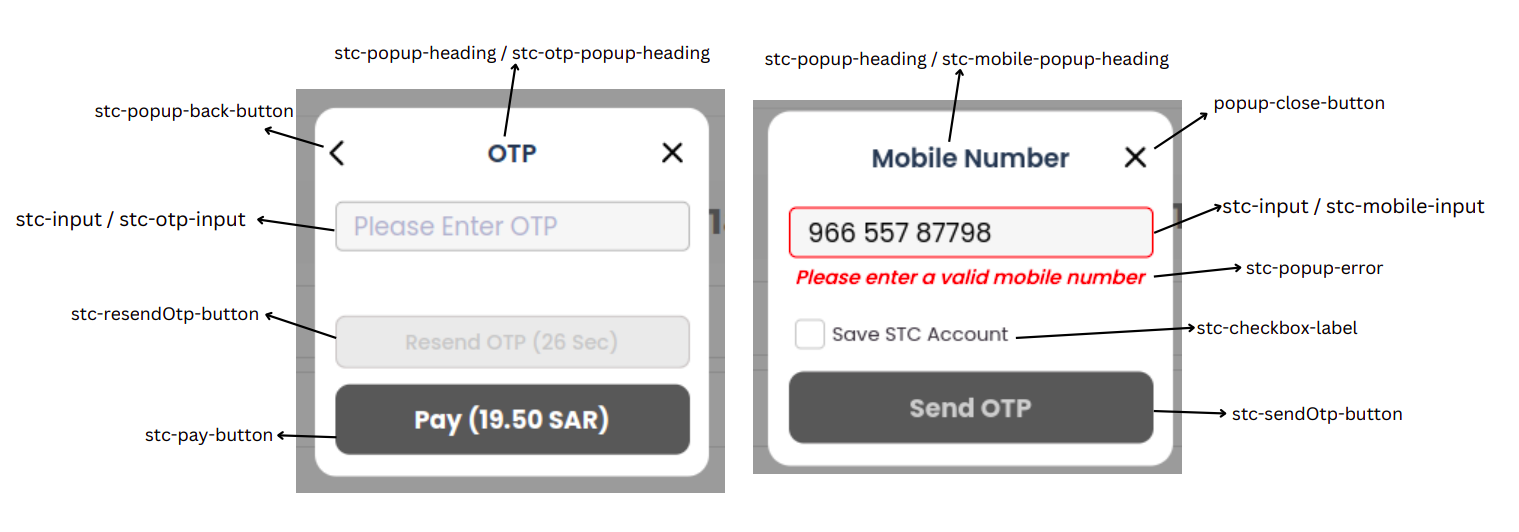 stc-popup-heading / stc-otp-popup-heading
stc-popup-back-button
OTP
stc-input / stc-otp-input
Please Enter OTP
stc-resendOtp-button
Resend OTP (26 Sec)
Pay (19.50 SAR)
stc-pay-button
stc-popup-heading / stc-mobile-popup-heading
popup-close-button
Mobile Number
stc-input / stc-mobile-input
966 557 87798
Please enter a valid mobile number
stc-popup-error
Save STC Account
stc-checkbox-label
Send OTP
stc-sendOtp-button